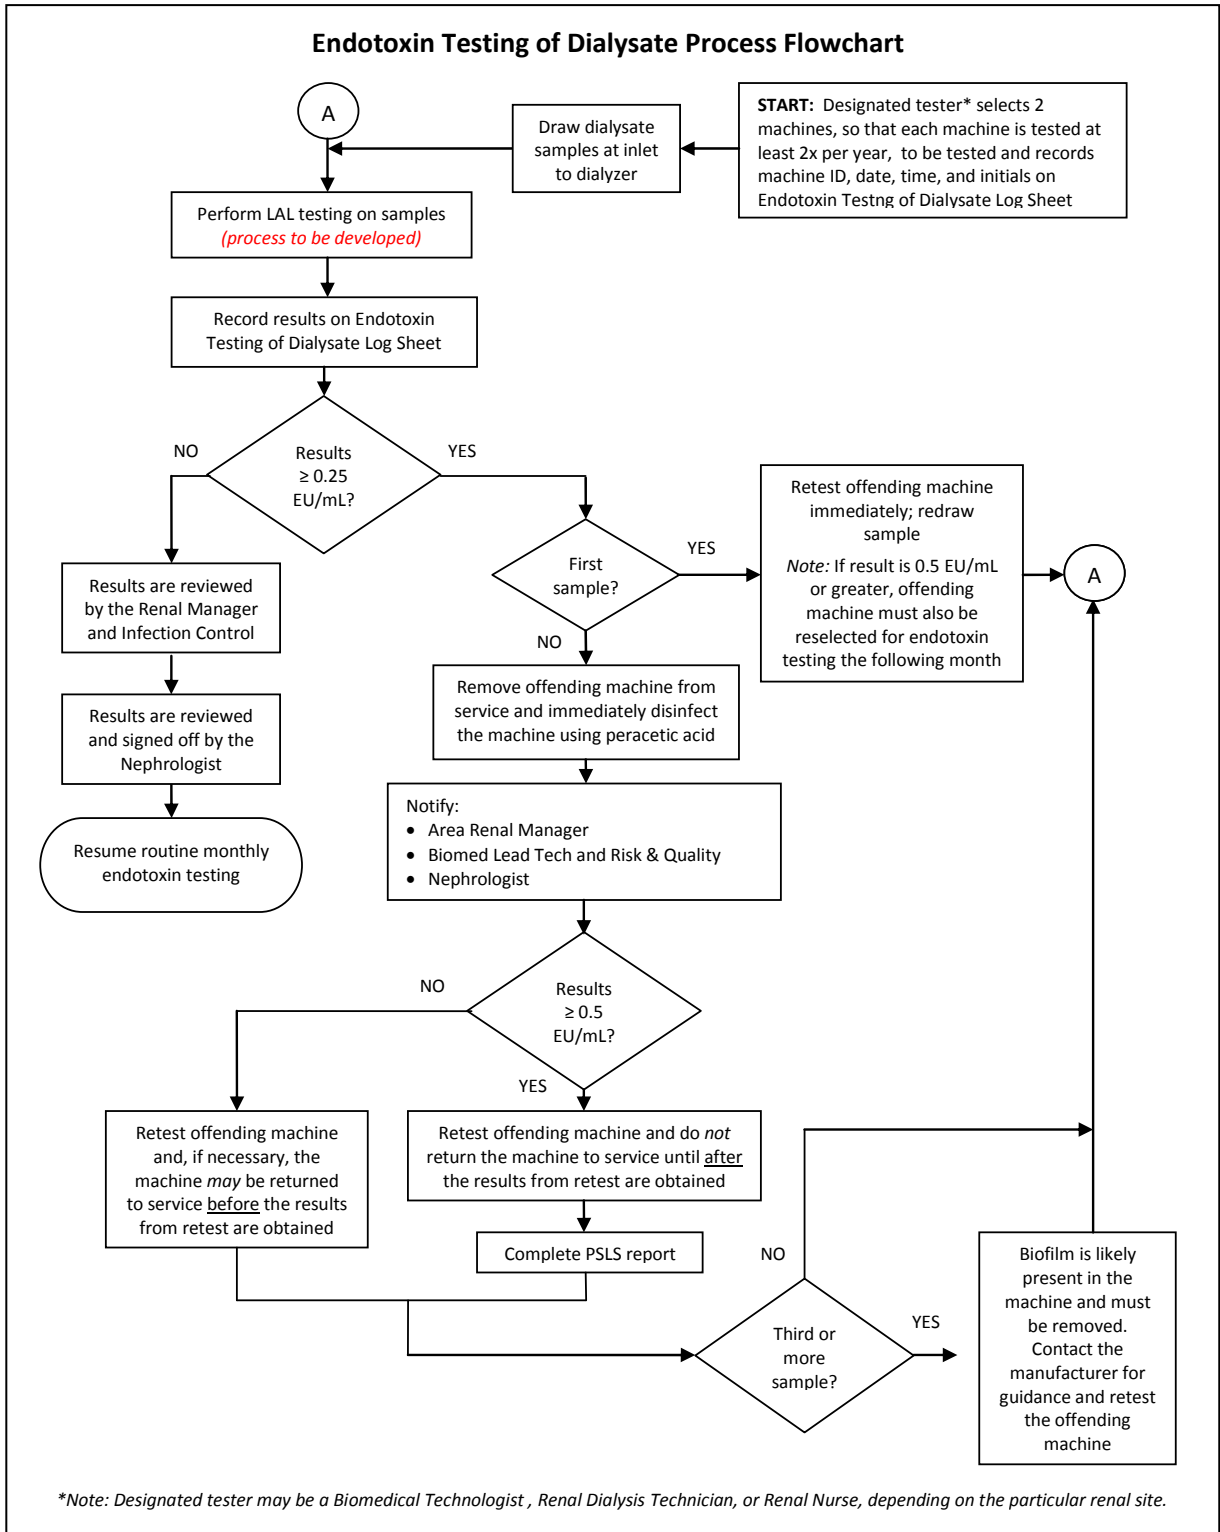 Endotoxin Testing of Dialysate Process Flowchart
A
Draw dialysate
samples at inlet
to dialyzer
START: Designated tester* selects 2
machines, so that each machine is tested at
least 2x per year, to be tested and records
machine ID, date, time, and initials on
Endotoxin Testng of Dialysate Log Sheet
Perform LAL testing on samples
(process to be developed)
Record results on Endotoxin
Testing of Dialysate Log Sheet
NO
Results
≥ 0.25
EU/mL?
YES
Results are reviewed
by the Renal Manager
and Infection Control
Results are reviewed
and signed off by the
Nephrologist
Resume routine monthly
endotoxin testing
First
sample?
YES
NO
Retest offending machine
immediately; redraw
sample
Note: If result is 0.5 EU/mL
or greater, offending
machine must also be
reselected for endotoxin
testing the following month
A
Remove offending machine from
service and immediately disinfect
the machine using peracetic acid
Notify:
• Area Renal Manager
• Biomed Lead Tech and Risk & Quality
• Nephrologist
NO
Results
≥ 0.5
EU/mL?
YES
Retest offending machine
and, if necessary, the
machine may be returned
to service before the results
from retest are obtained
Retest offending machine and do not
return the machine to service until after
the results from retest are obtained
Complete PSLS report
NO
Third or
more
sample?
YES
Biofilm is likely
present in the
machine and must
be removed.
Contact the
manufacturer for
guidance and retest
the offending
machine
*Note: Designated tester may be a Biomedical Technologist , Renal Dialysis Technician, or Renal Nurse, depending on the particular renal site.